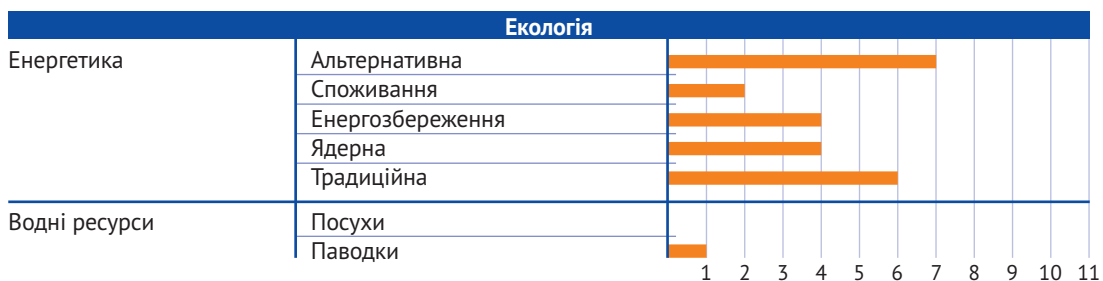 Екологія
Енергетика Альтернативна
Споживання
Енергозбереження
Ядерна
Традиційна
Водні ресурси Посухи
Паводки
1 2 3 4 5 6 7 8 9 10 11